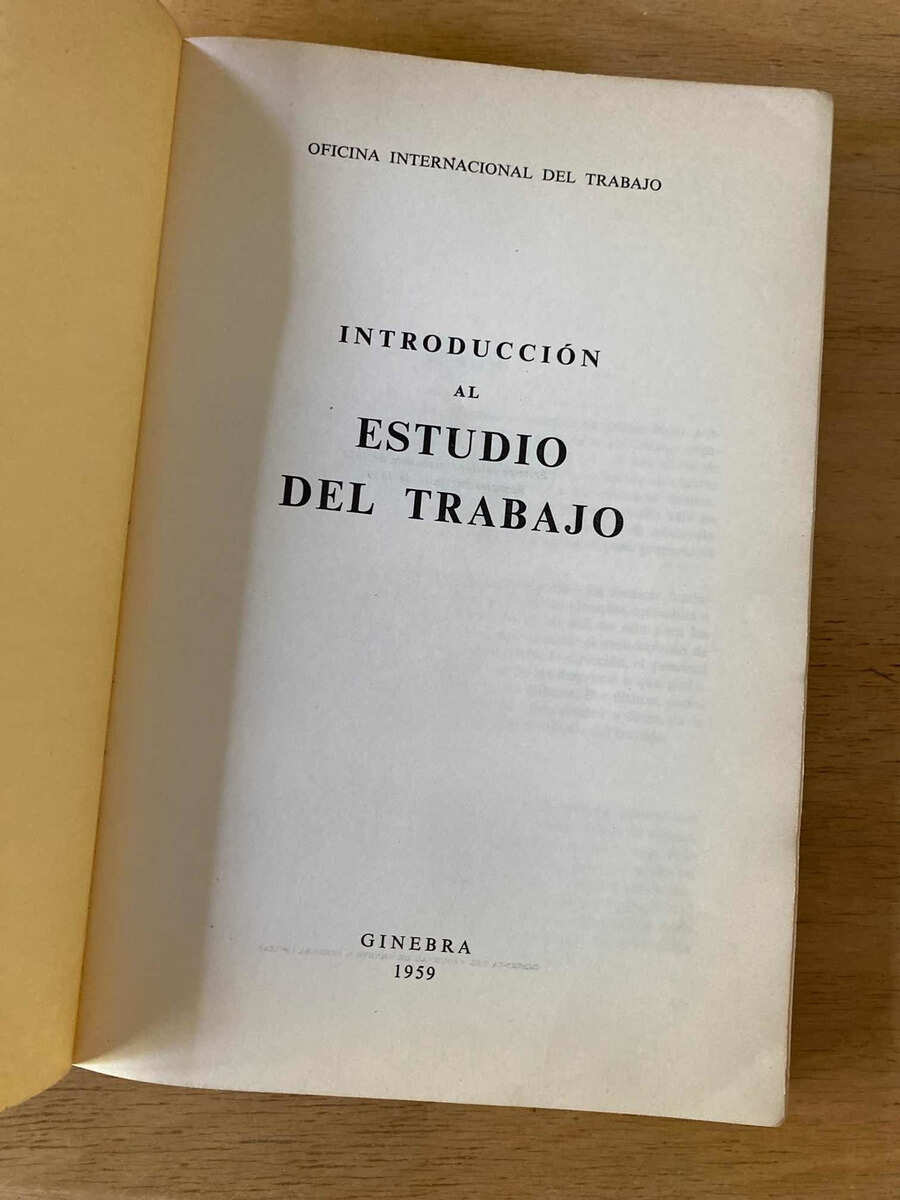 OFICINA INTERNACIONAL DEL TRABAJO
INTRODUCCIÓN
AL
ESTUDIO
DEL TRABAJO
GINEBRA
1959